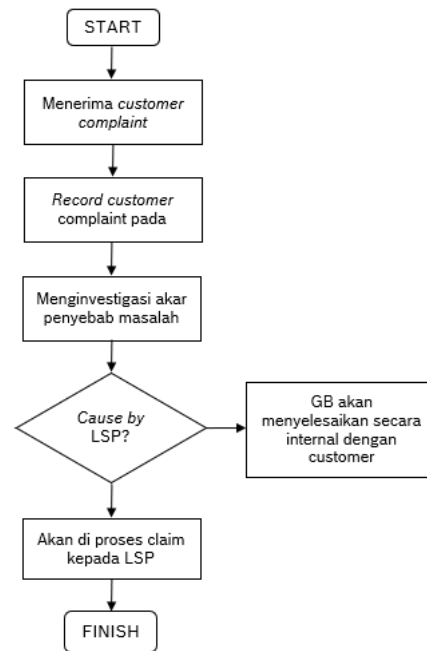 START
Menerima customer
complaint
Record customer
complaint pada
Menginvestigasi akar
penyebab masalah
Cause by
LSP?
GB akan
menyelesaikan secara
internal dengan
customer
Akan di proses claim
kepada LSP
FINISH